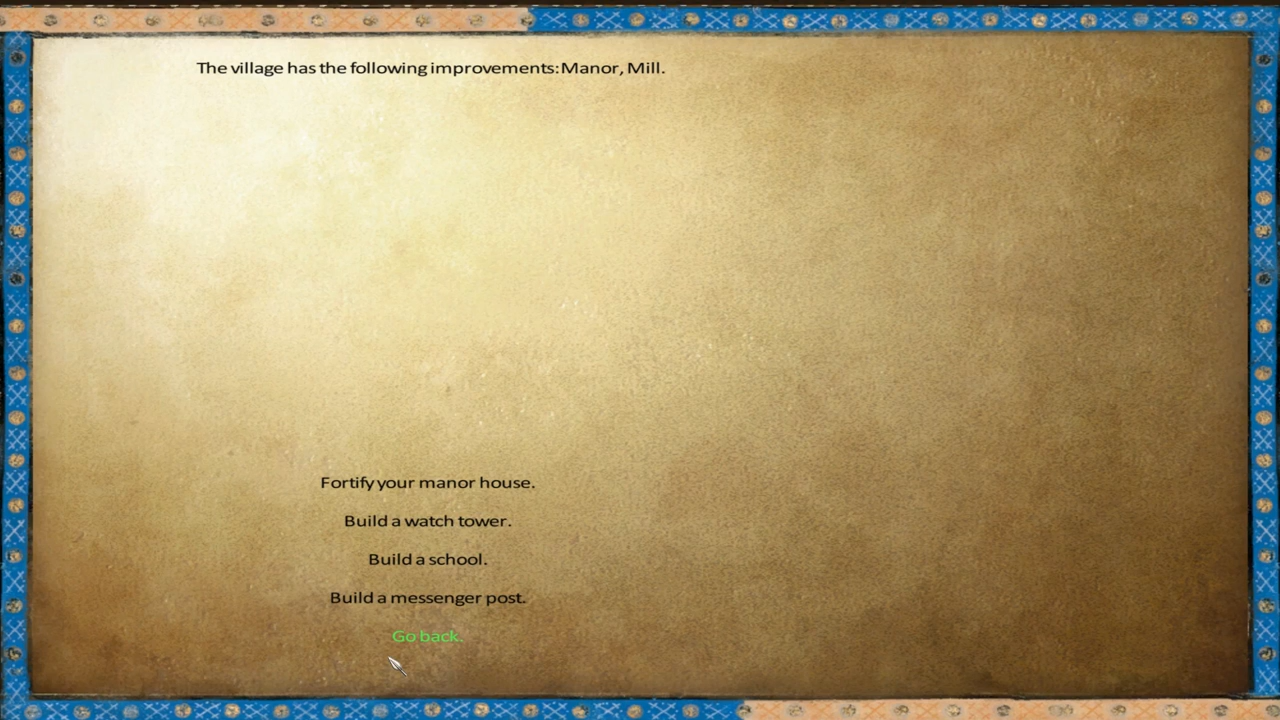 The village has the following improvements: Manor, Mill.
Fortify your manor house.
Build a watch tower.
Build a school.
Build a messenger post.
Go back.